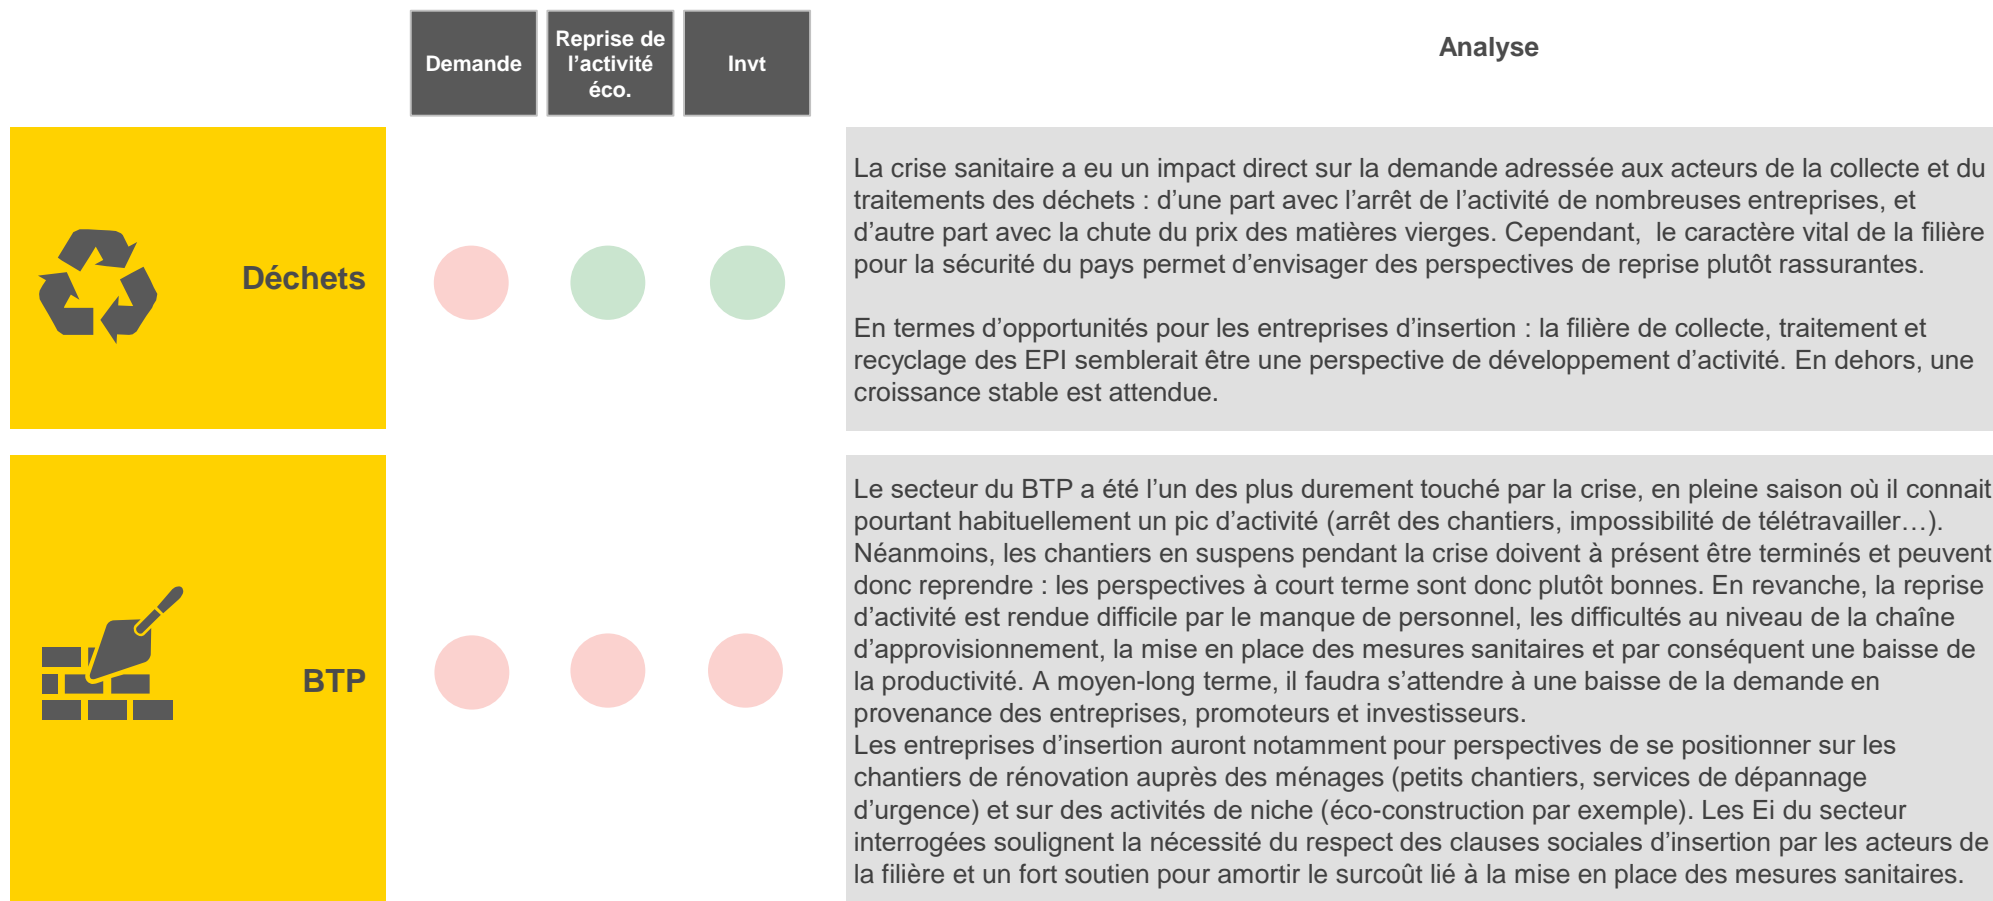 Demande
Reprise de
l’activité
éco.
Invt
Analyse
Déchets
La crise sanitaire a eu un impact direct sur la demande adressée aux acteurs de la collecte et du
traitements des déchets : d’une part avec l’arrêt de l’activité de nombreuses entreprises, et
d’autre part avec la chute du prix des matières vierges. Cependant,  le caractère vital de la filière
pour la sécurité du pays permet d’envisager des perspectives de reprise plutôt rassurantes.
En termes d’opportunités pour les entreprises d’insertion : la filière de collecte, traitement et
recyclage des EPI semblerait être une perspective de développement d’activité. En dehors, une
croissance stable est attendue.
BTP
Le secteur du BTP a été l’un des plus durement touché par la crise, en pleine saison où il connait
pourtant habituellement un pic d’activité (arrêt des chantiers, impossibilité de télétravailler…).
Néanmoins, les chantiers en suspens pendant la crise doivent à présent être terminés et peuvent
donc reprendre : les perspectives à court terme sont donc plutôt bonnes. En revanche, la reprise
d’activité est rendue difficile par le manque de personnel, les difficultés au niveau de la chaîne
d’approvisionnement, la mise en place des mesures sanitaires et par conséquent une baisse de
la productivité. A moyen-long terme, il faudra s’attendre à une baisse de la demande en
provenance des entreprises, promoteurs et investisseurs.
Les entreprises d’insertion auront notamment pour perspectives de se positionner sur les
chantiers de rénovation auprès des ménages (petits chantiers, services de dépannage
d’urgence) et sur des activités de niche (éco-construction par exemple). Les Ei du secteur
interrogées soulignent la nécessité du respect des clauses sociales d’insertion par les acteurs de
la filière et un fort soutien pour amortir le surcoût lié à la mise en place des mesures sanitaires.